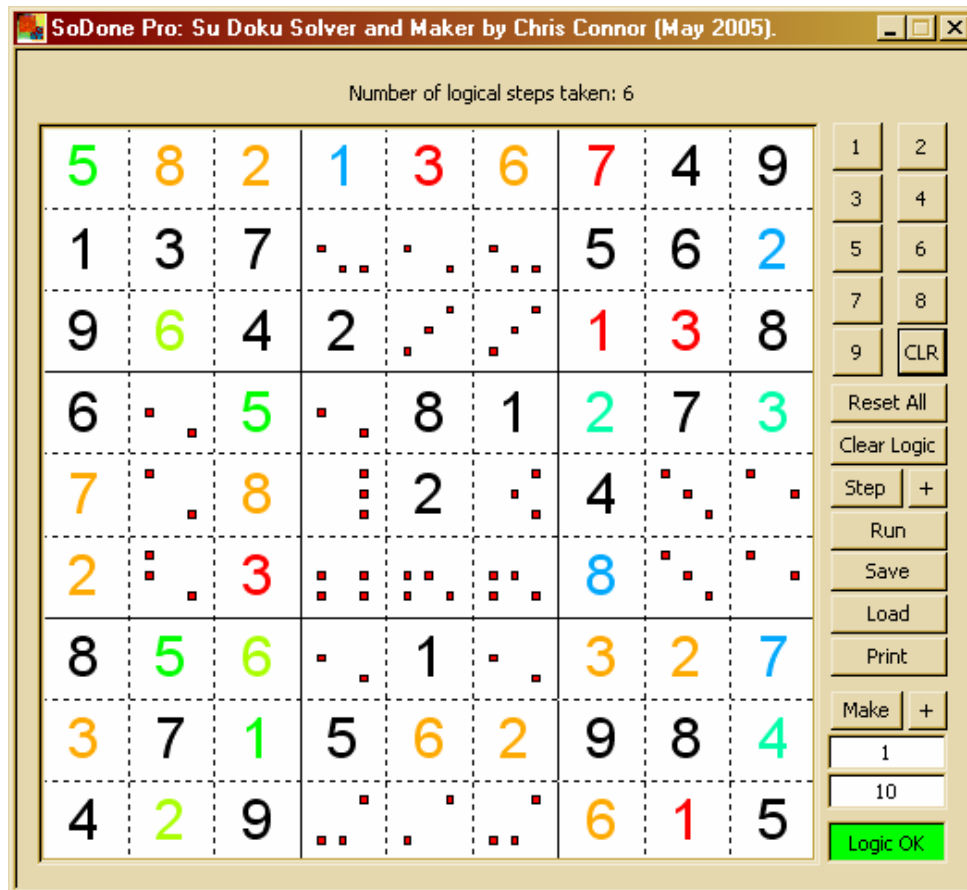 SoDone Pro: Su Doku Solver and Maker by Chris Connor (May 2005).
Number of logical steps taken: 6
5 8 2 1 3 6 7 4 9
1 3 7 5 6 2
9 6 4 2 1 3 8
6 5 8 1 2 7 3
7 8 2 4
2 3 8
8 5 6 1 3 2 7
3 7 1 5 6 2 9 8 4
4 2 9 6 1 5
1 2
3 4
5 6
7 8
9 CLR
Reset All
Clear Logic
Step +
Run
Save
Load
Print
Make +
1
10
Logic OK